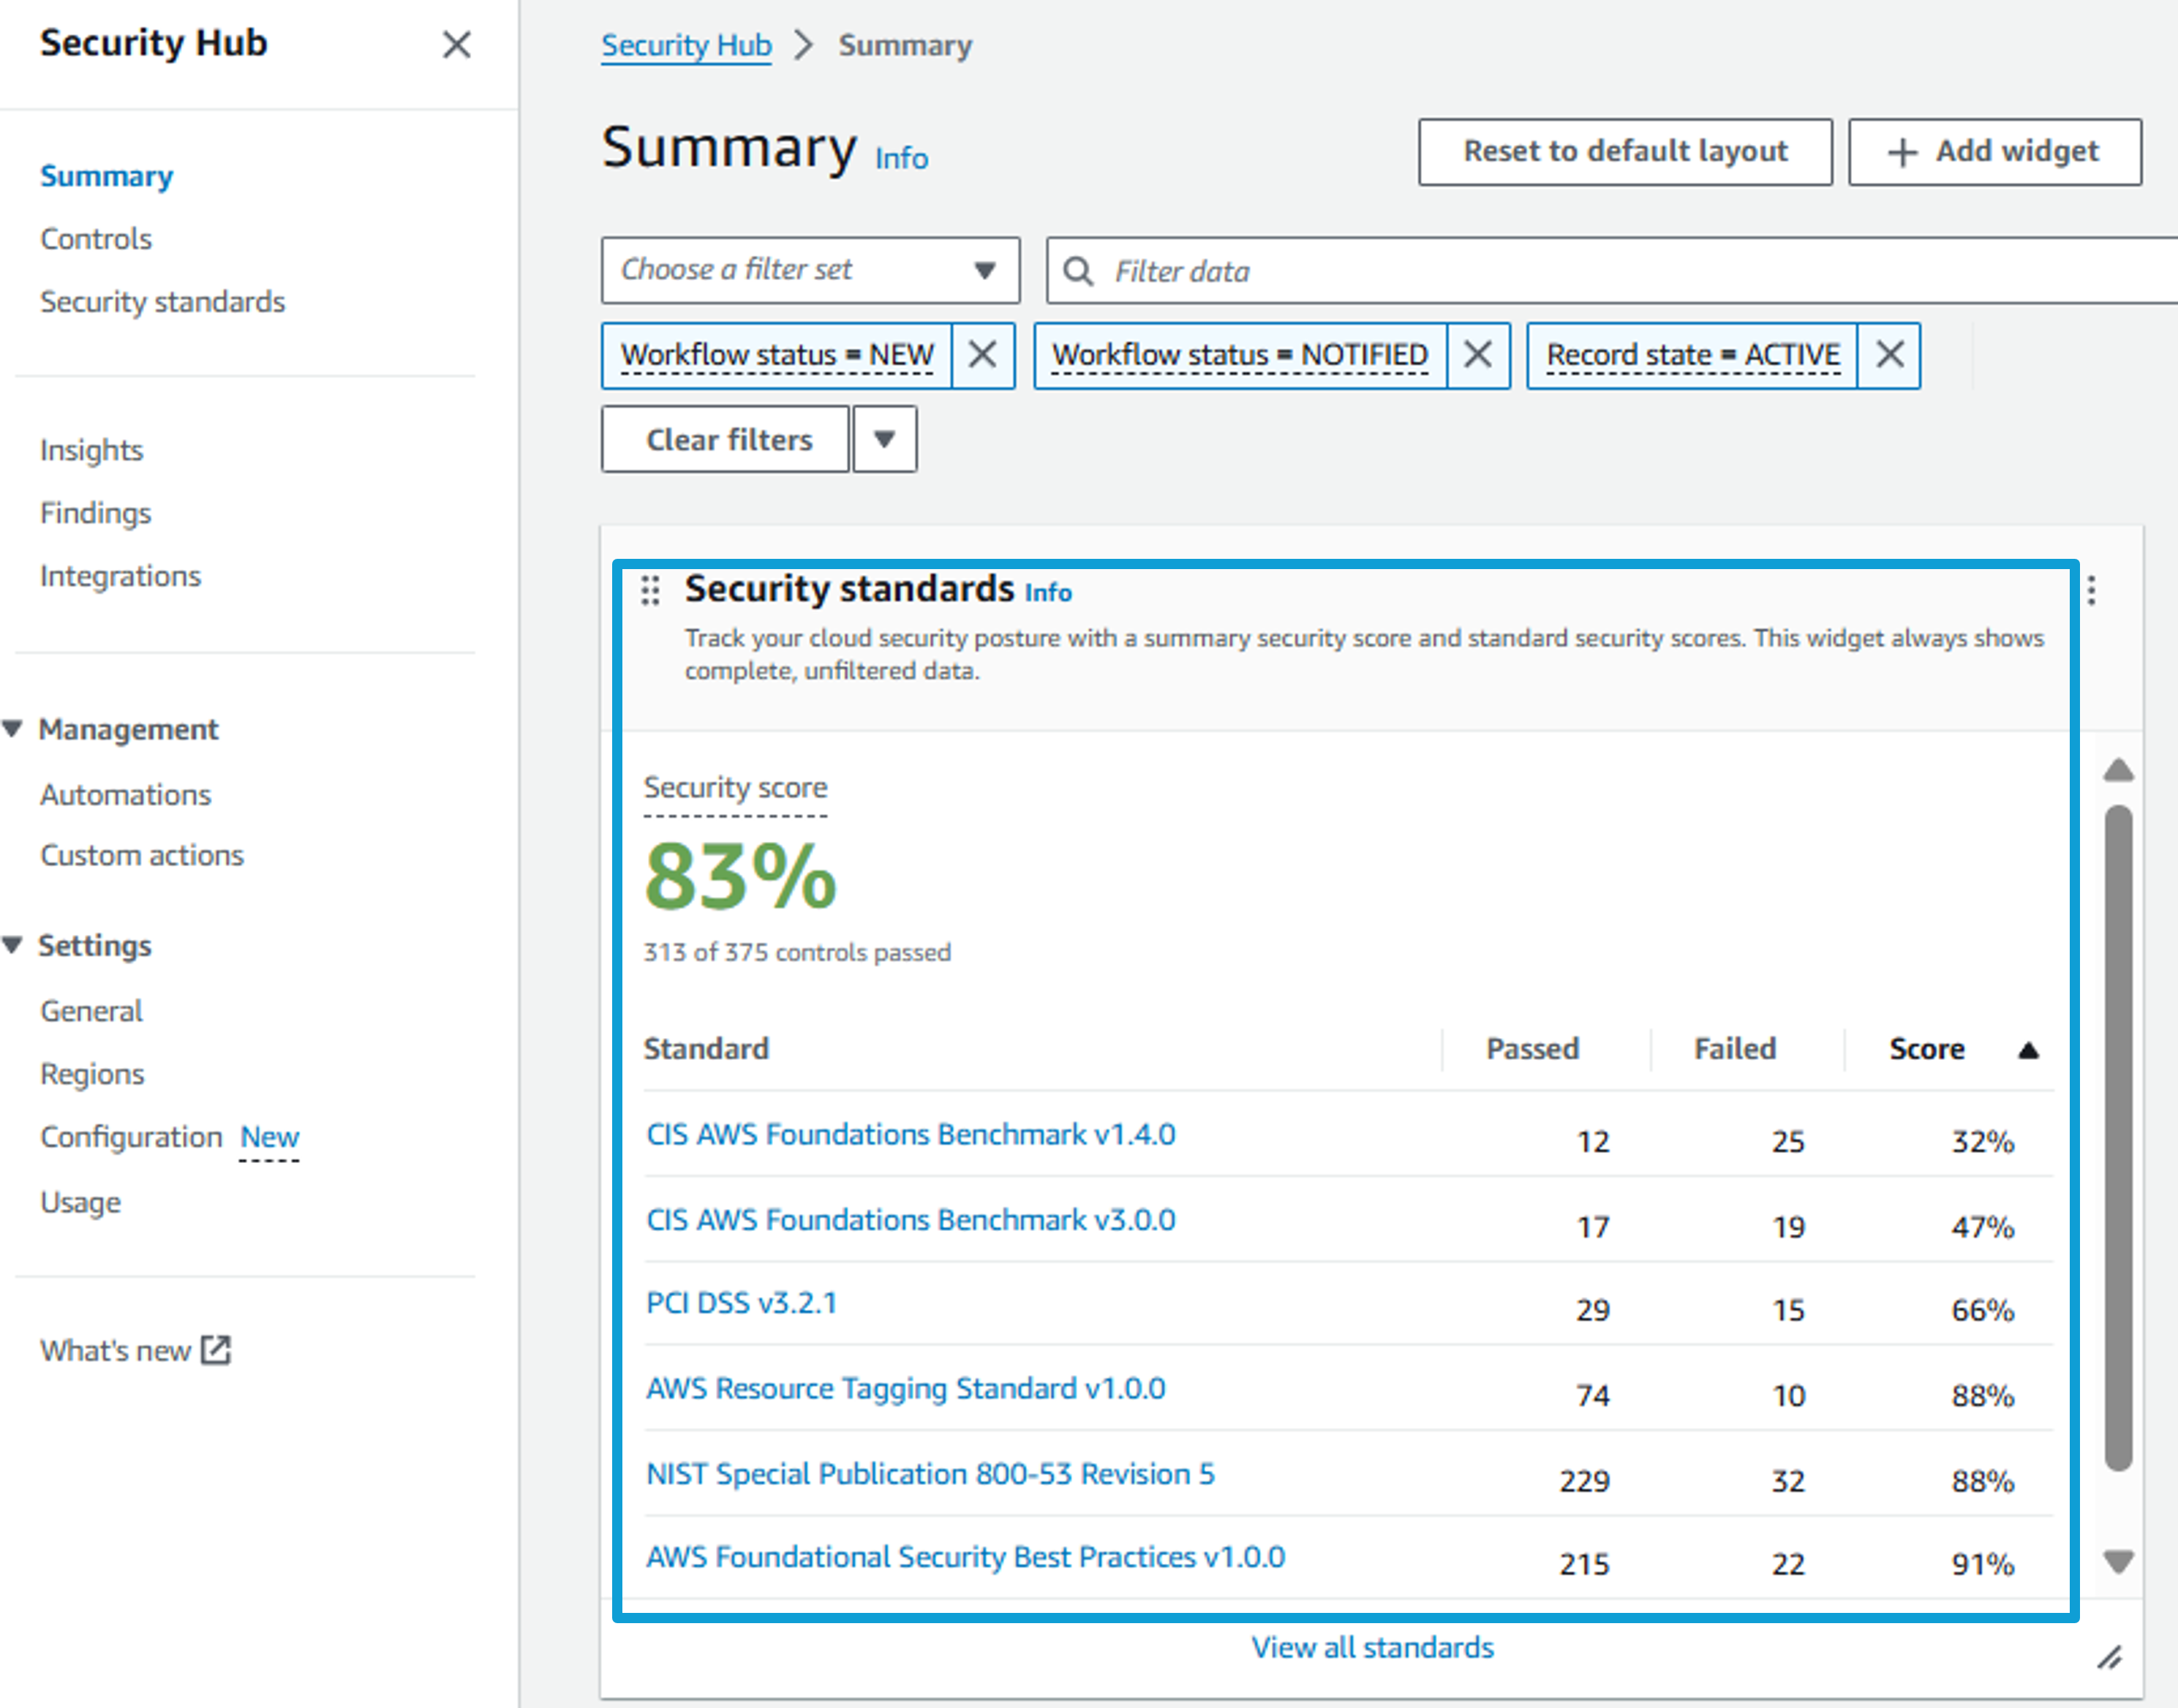 Security Hub
Summary
Controls
Security standards
Insights
Findings
Integrations
Management
Automations
Custom actions
Settings
General
Regions
Configuration New
Usage
What's new
Security Hub Summary
Summary Info
Reset to default layout
Add widget
Choose a filter set
Filter data
Workflow status = NEW
Workflow status = NOTIFIED
Record state = ACTIVE
Clear filters
Security standards Info
Track your cloud security posture with a summary security score and standard security scores. This widget always shows
complete, unfiltered data.
Security score
83%
313 of 375 controls passed
Standard Passed Failed Score
CIS AWS Foundations Benchmark v1.4.0 12 25 32%
CIS AWS Foundations Benchmark v3.0.0 17 19 47%
PCI DSS v3.2.1 29 15 66%
AWS Resource Tagging Standard v1.0.0 74 10 88%
NIST Special Publication 800-53 Revision 5 229 32 88%
AWS Foundational Security Best Practices v1.0.0 215 22 91%
View all standards